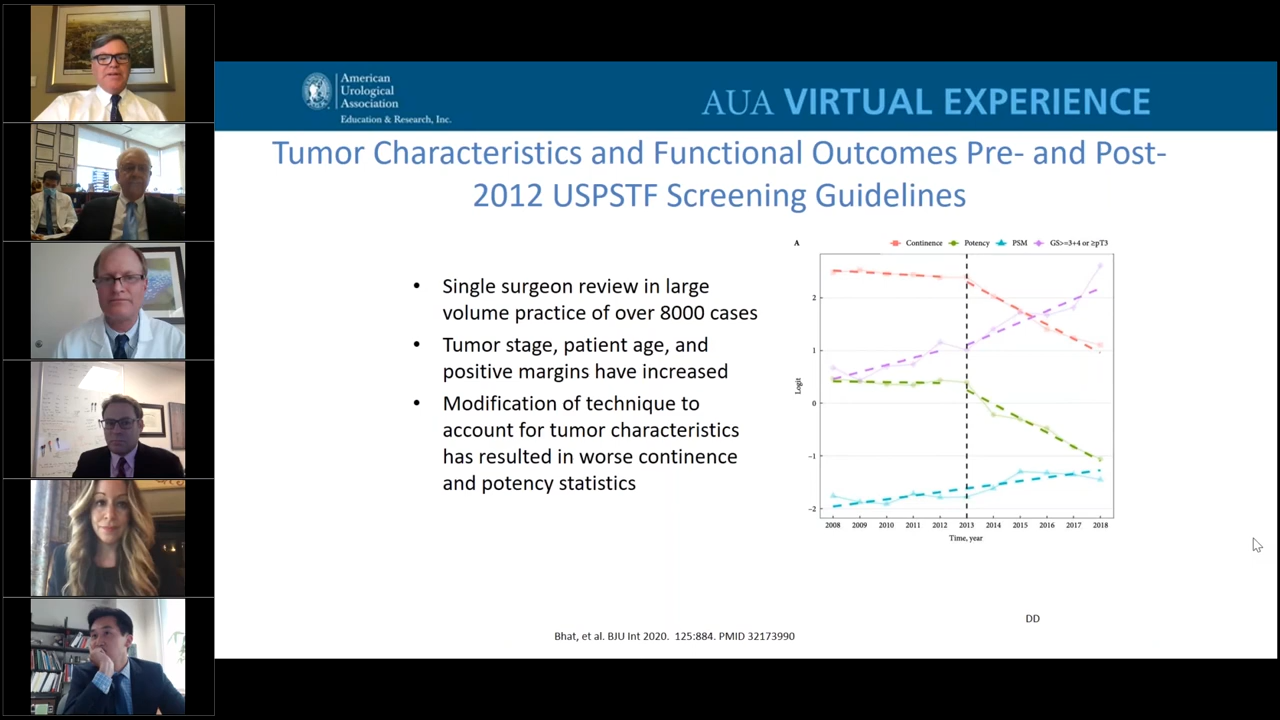 American
Urological
Association
Education & Research, Inc.
AUA VIRTUAL EXPERIENCE
Tumor Characteristics and Functional Outcomes Pre- and Post-
2012 USPSTF Screening Guidelines
• Single surgeon review in large
volume practice of over 8000 cases
• Tumor stage, patient age, and
positive margins have increased
• Modification of technique to
account for tumor characteristics
has resulted in worse continence
and potency statistics
A
Continence Potency PSM GS>=3+4 or ≥pT3
Logit
2
1
0
−1
−2
2008 2009 2010 2011 2012 2013 2014 2015 2016 2017 2018
Time, year
DD
Bhat, et al. BJU Int 2020. 125:884. PMID 32173990